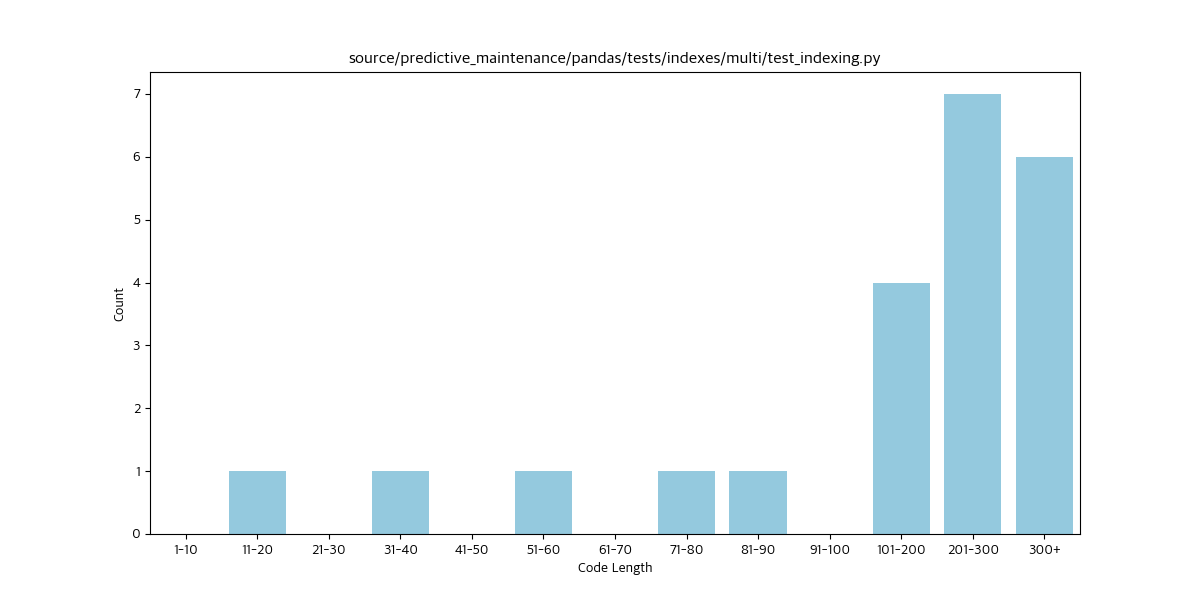 source/predictive_maintenance/pandas/tests/indexes/multi/test_indexing.py
7
6
5
4
3
2
1
0
Count
1-10 11-20 21-30 31-40 41-50 51-60 61-70 71-80 81-90 91-100 101-200 201-300 300+
Code Length